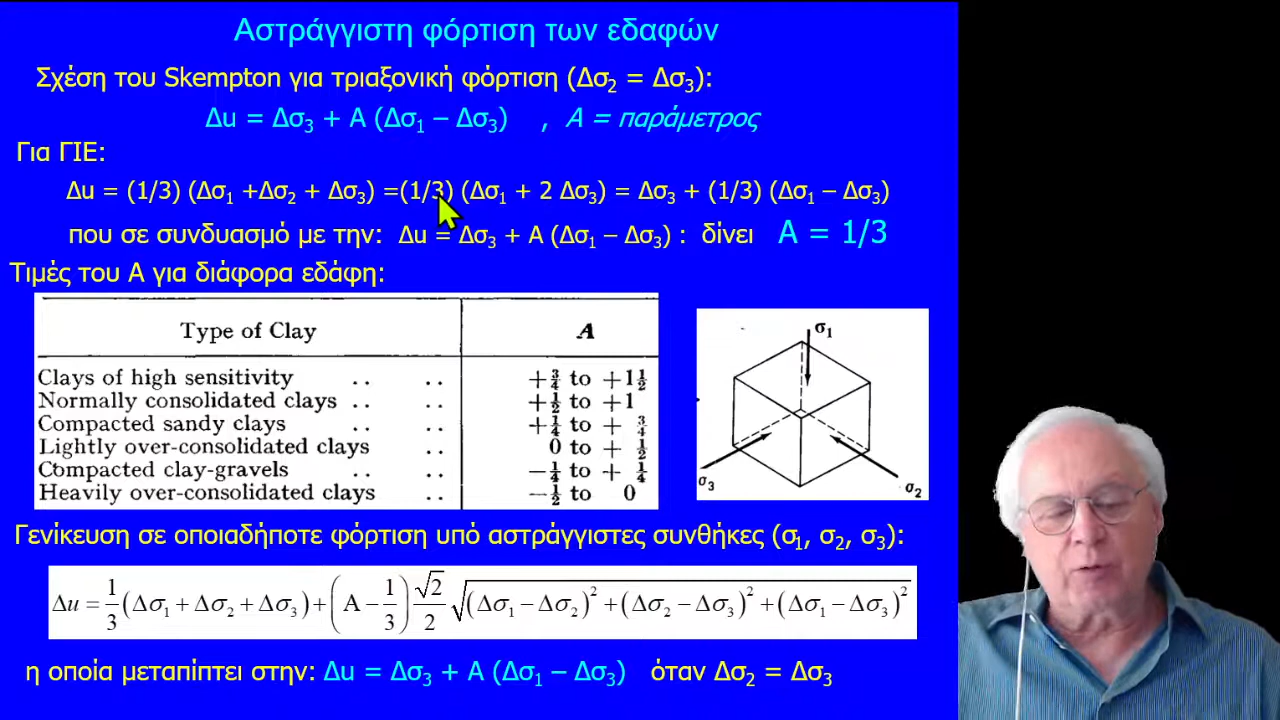 Αστράγγιστη φόρτιση των εδαφών
Σχέση του Skempton για τριαξονική φόρτιση (Δσ2 = Δσ3):
Δu = Δσ3 + A (Δσ1 – Δσ3) , A = παράμετρος
Για ΓΙΕ:
Δu = (1/3) (Δσ1 +Δσ2 + Δσ3) =(1/3) (Δσ1 + 2 Δσ3) = Δσ3 + (1/3) (Δσ1 – Δσ3)
που σε συνδυασμό με την: Δu = Δσ3 + A (Δσ1 – Δσ3) : δίνει A = 1/3
Τιμές του A για διάφορα εδάφη:
Type of Clay A
Clays of high sensitivity .. .. +¾ to +1½
Normally consolidated clays .. .. +½ to +1
Compacted sandy clays .. .. +¼ to + ¾
Lightly over-consolidated clays .. 0 to + ½
Compacted clay-gravels .. .. −¼ to + ¼
Heavily over-consolidated clays .. −½ to 0
σ1
σ3
σ2
Γενίκευση σε οποιαδήποτε φόρτιση υπό αστράγγιστες συνθήκες (σ1, σ2, σ3):
Δu = 1/3 (Δσ1 + Δσ2 + Δσ3) + (A − 1/3) √2/2 √((Δσ1 − Δσ2)² + (Δσ2 − Δσ3)² + (Δσ1 − Δσ3)²)
η οποία μεταπίπτει στην: Δu = Δσ3 + A (Δσ1 – Δσ3) όταν Δσ2 = Δσ3